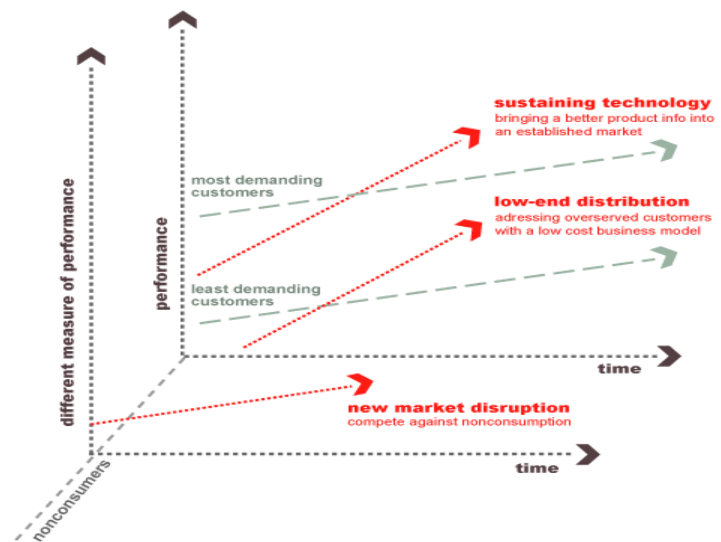 sustaining technology
bringing a better product info into
an established market
most demanding
customers
low-end distribution
adressing overserved customers
with a low cost business model
least demanding
customers
performance
different measure of performance
time
new market disruption
compete against nonconsumption
time
nonconsumers